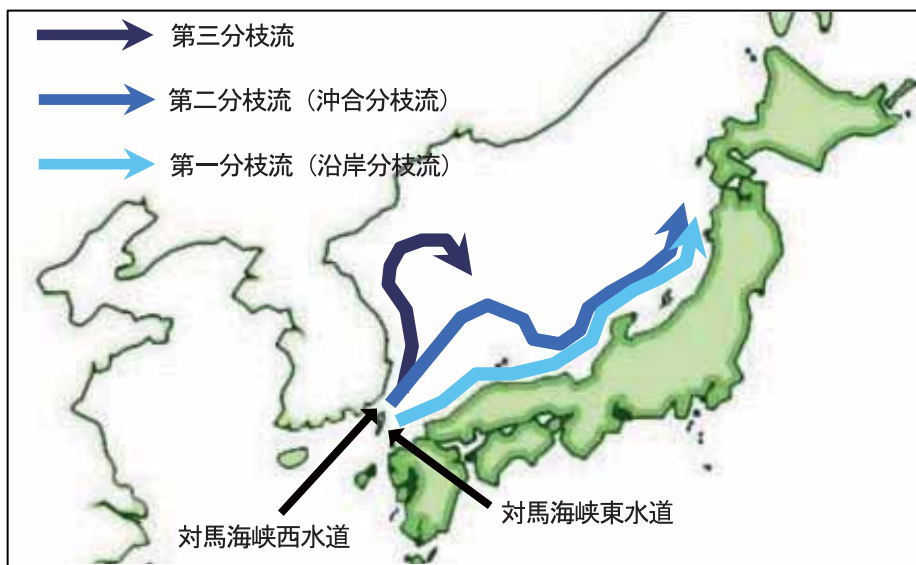 第三分枝流
第二分枝流（沖合分枝流）
第一分枝流（沿岸分枝流）
対馬海峡東水道
対馬海峡西水道